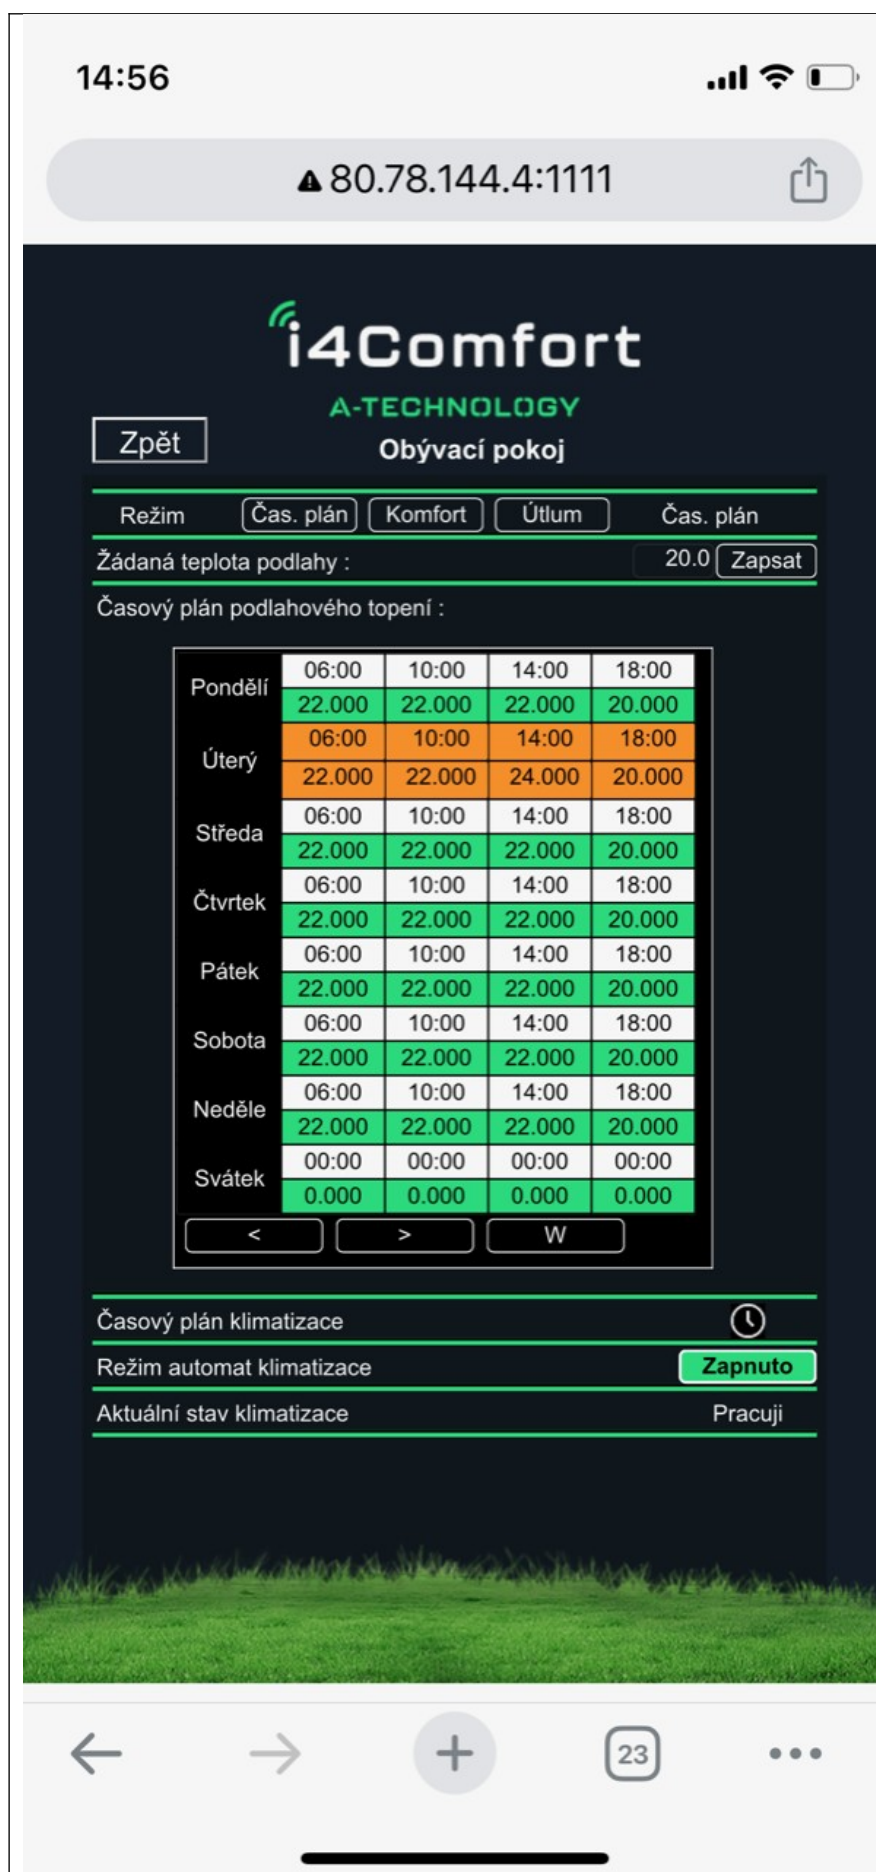 14:56
80.78.144.4:1111
i4Comfort
A-TECHNOLOGY
Zpět
Obývací pokoj
Režim Čas. plán Komfort Útlum Čas. plán
Žádaná teplota podlahy : 20.0 Zapsat
Časový plán podlahového topení :
Pondělí 06:00 10:00 14:00 18:00
22.000 22.000 22.000 20.000
Úterý 06:00 10:00 14:00 18:00
22.000 22.000 24.000 20.000
Středa 06:00 10:00 14:00 18:00
22.000 22.000 22.000 20.000
Čtvrtek 06:00 10:00 14:00 18:00
22.000 22.000 22.000 20.000
Pátek 06:00 10:00 14:00 18:00
22.000 22.000 22.000 20.000
Sobota 06:00 10:00 14:00 18:00
22.000 22.000 22.000 20.000
Neděle 06:00 10:00 14:00 18:00
22.000 22.000 22.000 20.000
Svátek 00:00 00:00 00:00 00:00
0.000 0.000 0.000 0.000
< > W
Časový plán klimatizace
Režim automat klimatizace Zapnuto
Aktuální stav klimatizace Pracuji
23